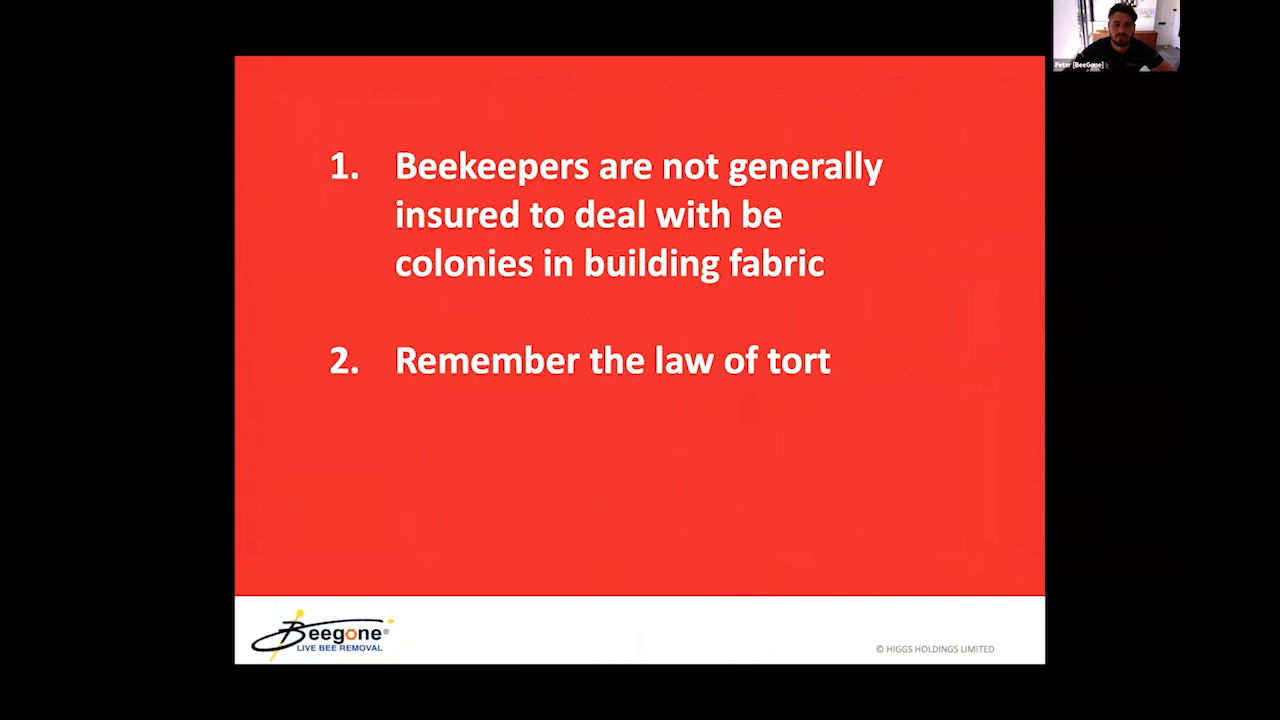 Peter [BeeGone]
1. Beekeepers are not generally
insured to deal with be
colonies in building fabric
2. Remember the law of tort
Beegone®
LIVE BEE REMOVAL
© HIGGS HOLDINGS LIMITED